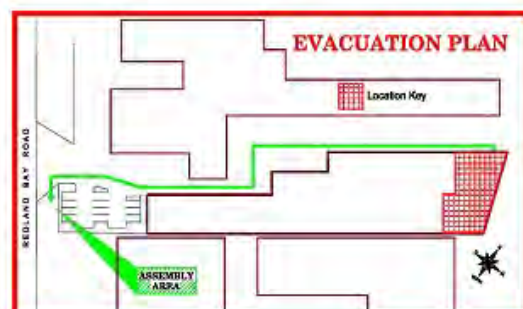 EVACUATION PLAN
Location Key
REDLAND BAY ROAD
ASSEMBLY
AREA